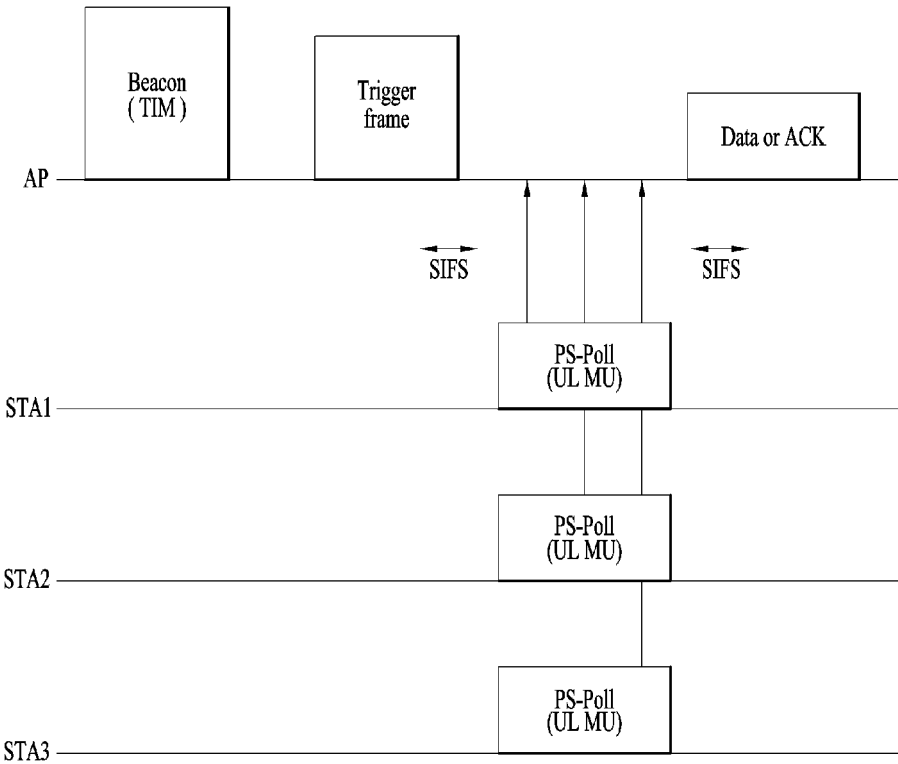 Beacon
( TIM )
Trigger
frame
Data or ACK
AP
SIFS
SIFS
PS-Poll
(UL MU)
STA1
PS-Poll
(UL MU)
STA2
PS-Poll
(UL MU)
STA3